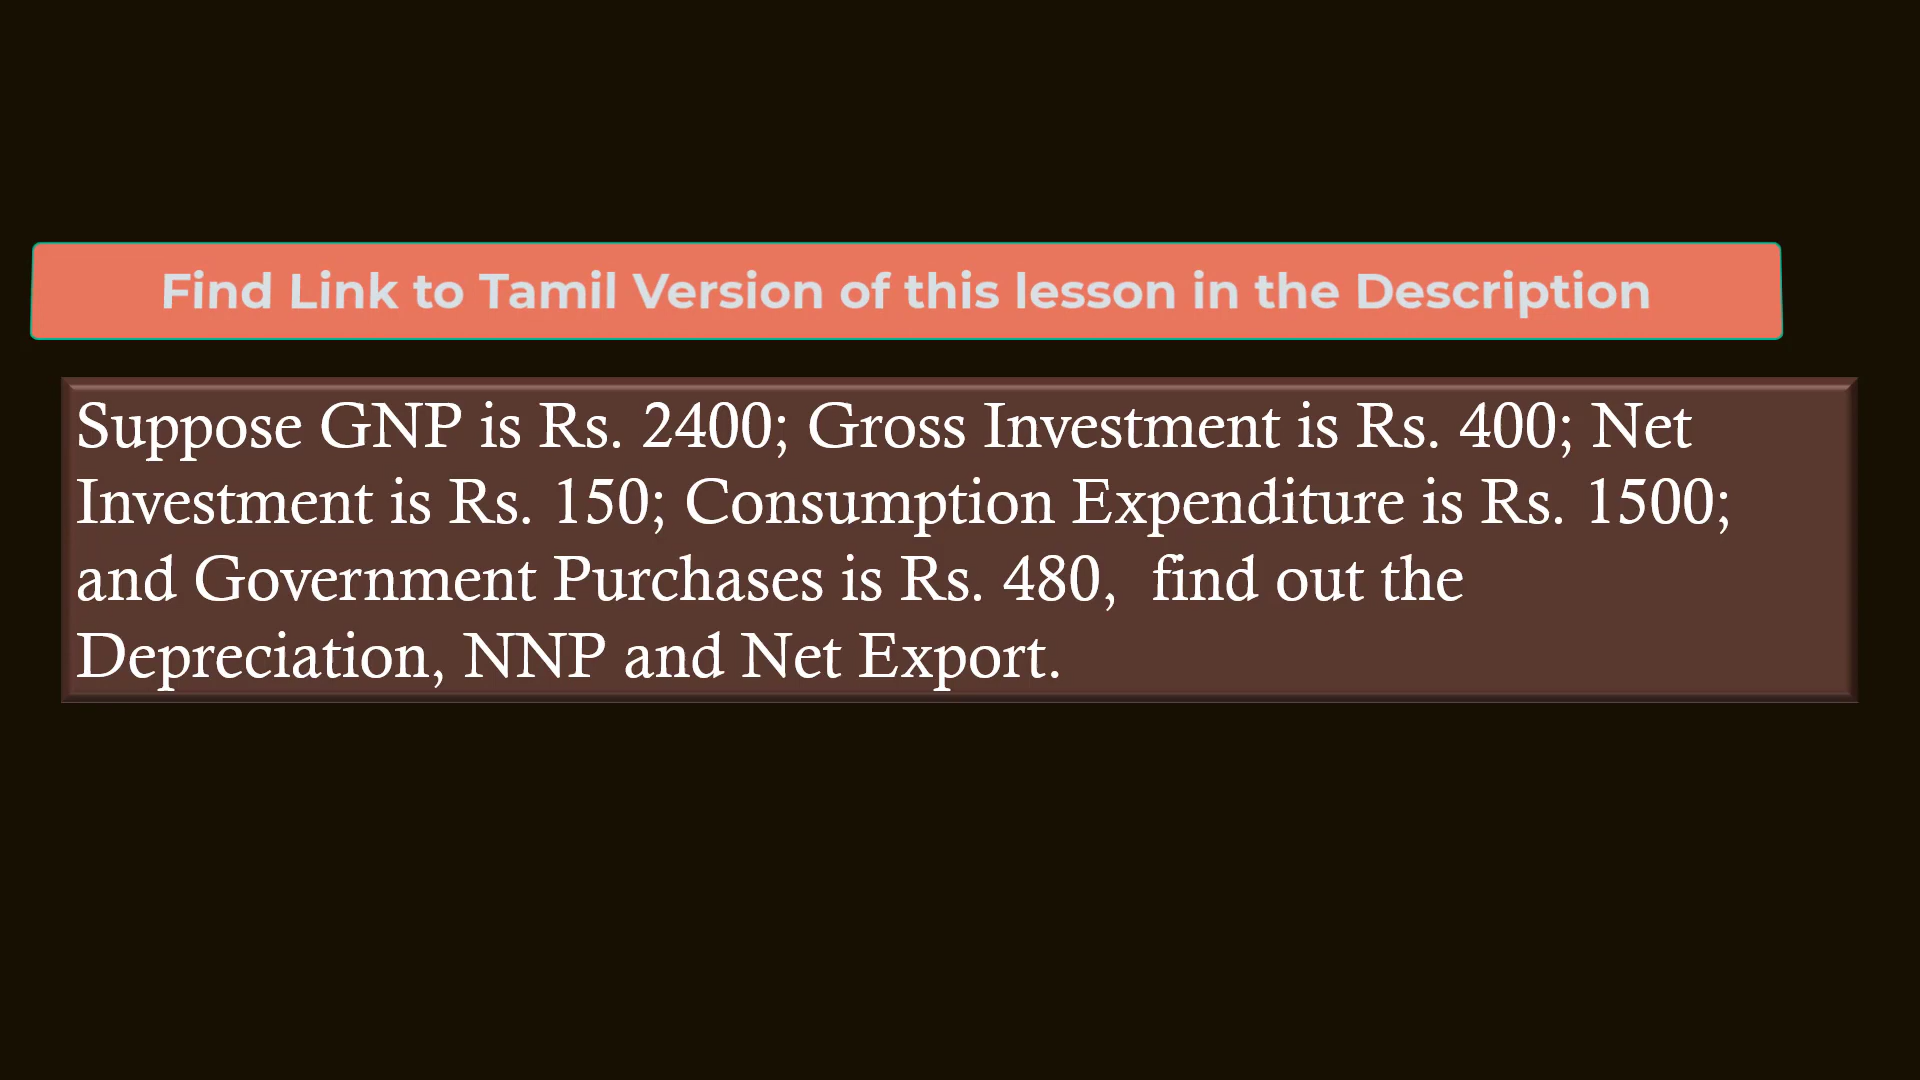 Find Link to Tamil Version of this lesson in the Description
Suppose GNP is Rs. 2400; Gross Investment is Rs. 400; Net
Investment is Rs. 150; Consumption Expenditure is Rs. 1500;
and Government Purchases is Rs. 480,  find out the
Depreciation, NNP and Net Export.